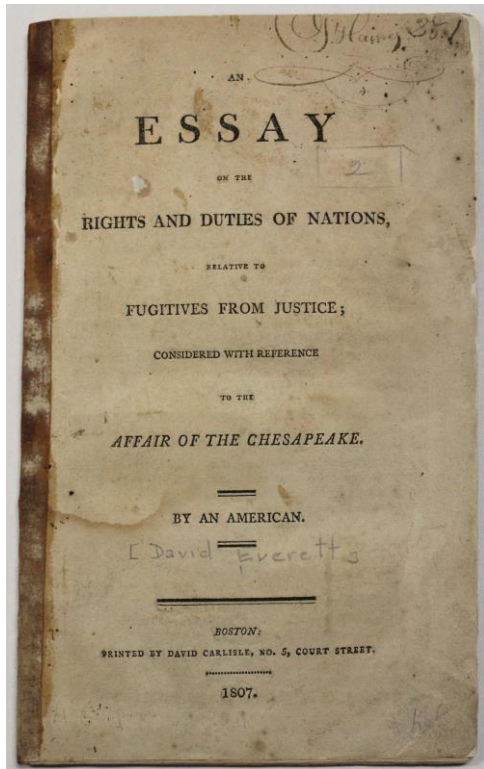 AN
ESSAY
2
ON THE
RIGHTS AND DUTIES OF NATIONS,
RELATIVE TO
FUGITIVES FROM JUSTICE;
CONSIDERED WITH REFERENCE
TO THE
AFFAIR OF THE CHESAPEAKE.
BY AN AMERICAN.
[David Everett]
BOSTON:
PRINTED BY DAVID CARLISLE, NO. 5, COURT STREET.
1807.